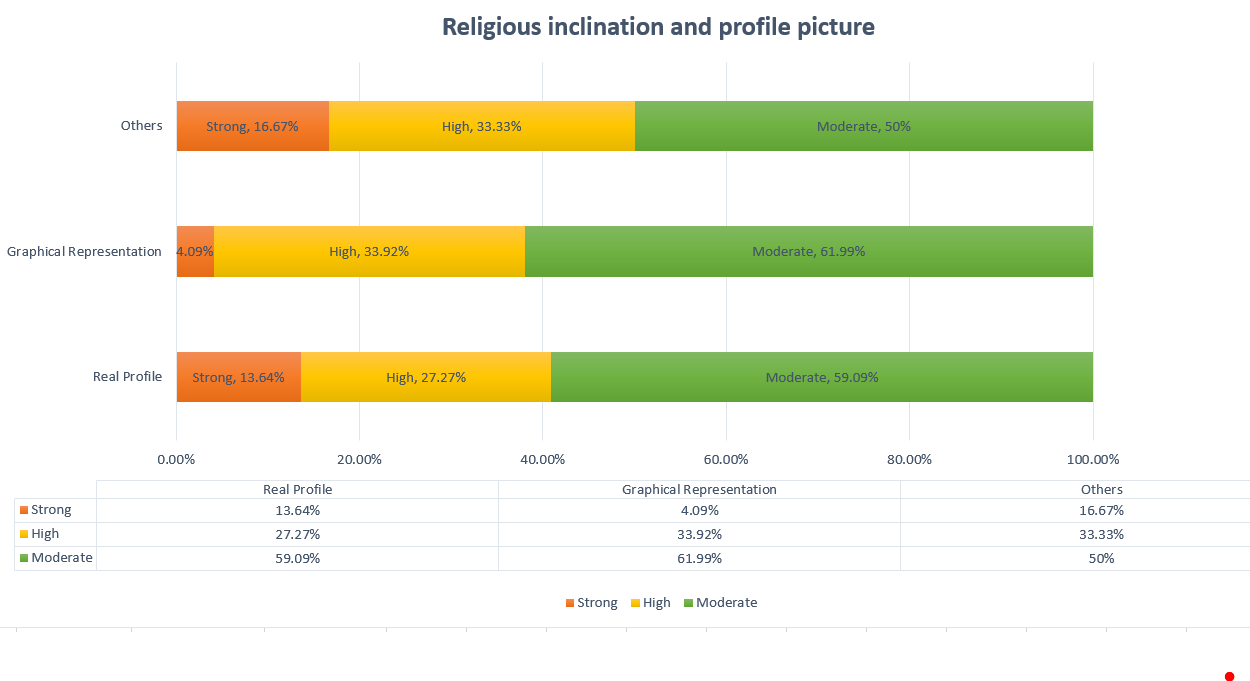 Religious inclination and profile picture
Others
Strong, 16.67%
High, 33.33%
Moderate, 50%
Graphical Representation
4.09%
High, 33.92%
Moderate, 61.99%
Real Profile
Strong, 13.64%
High, 27.27%
Moderate, 59.09%
0.00% 20.00% 40.00% 60.00% 80.00% 100.00%
Real Profile Graphical Representation Others
Strong 13.64% 4.09% 16.67%
High 27.27% 33.92% 33.33%
Moderate 59.09% 61.99% 50%
Strong High Moderate